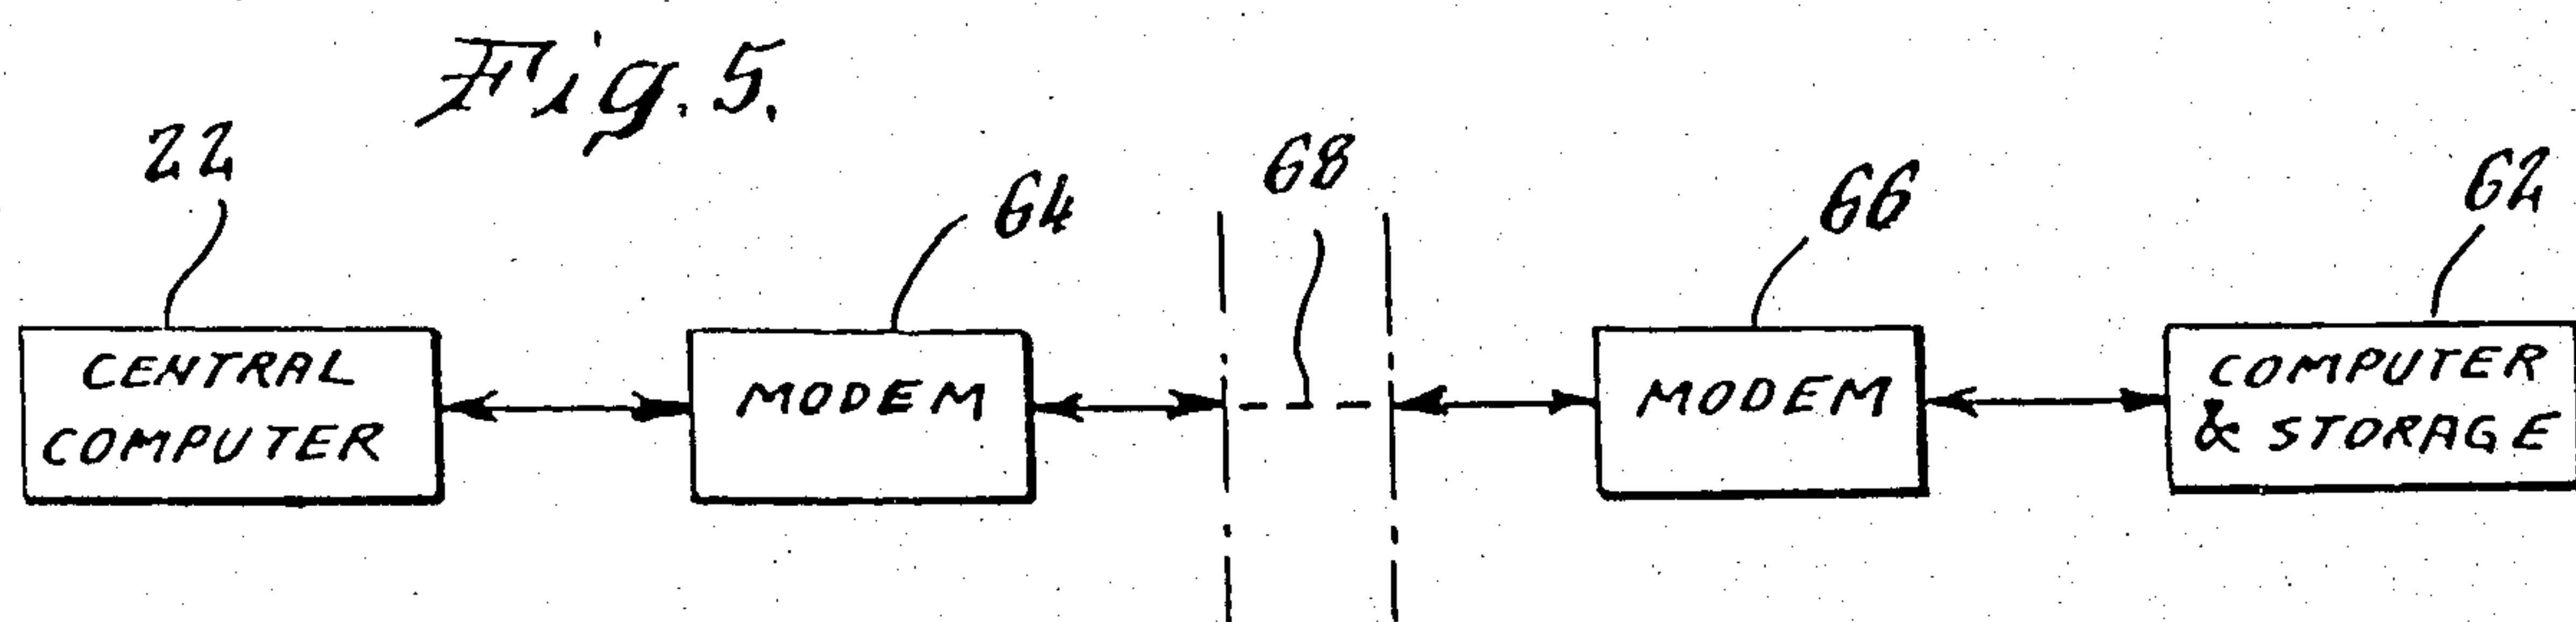 Fig. 5.
22
64
68
66
62
CENTRAL
COMPUTER
MODEM
MODEM
COMPUTER
& STORAGE